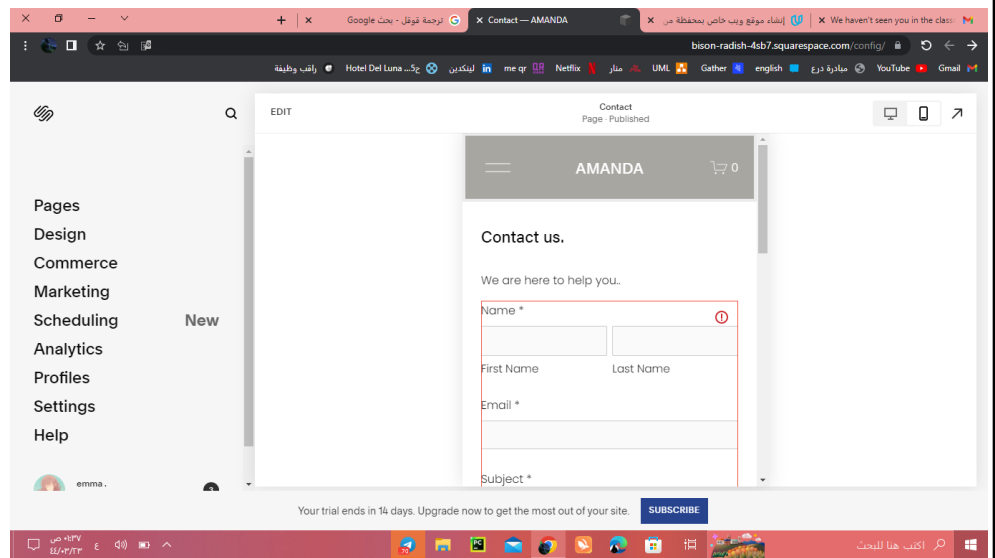 ترجمة قوقل - بحث Google
Contact — AMANDA
إنشاء موقع ويب خاص بمحفظة من
We haven't seen you in the class
bison-radish-4sb7.squarespace.com/config/
راقب وظيفة
Hotel Del Luna ...5ح
لينكدين
me qr
Netflix
منار
UML
Gather
english
مبادرة درع
YouTube
Gmail
EDIT
Contact
Page · Published
Pages
Design
Commerce
Marketing
Scheduling New
Analytics
Profiles
Settings
Help
emma .
AMANDA
0
Contact us.
We are here to help you..
Name *
First Name
Last Name
Email *
Subject *
Your trial ends in 14 days. Upgrade now to get the most out of your site.
SUBSCRIBE
ع
اكتب هنا للبحث